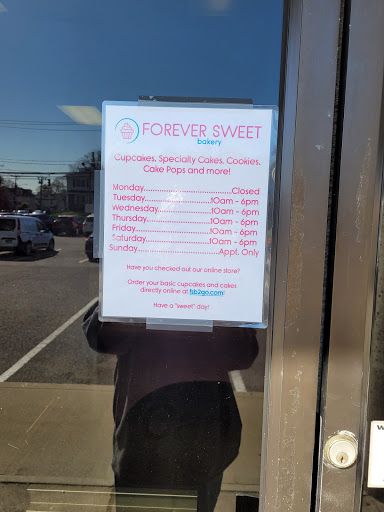 FOREVER SWEET
bakery
Cupcakes, Specialty Cakes, Cookies,
Cake Pops and more!
Monday..............................Closed
Tuesday......................10am - 6pm
Wednesday.................10am - 6pm
Thursday.....................10am - 6pm
Friday..........................10am - 6pm
Saturday.....................10am - 6pm
Sunday...........................Appt. Only
Have you checked out our online store?
Order your basic cupcakes and cakes
directly online at fsb2go.com!
Have a "sweet" day!